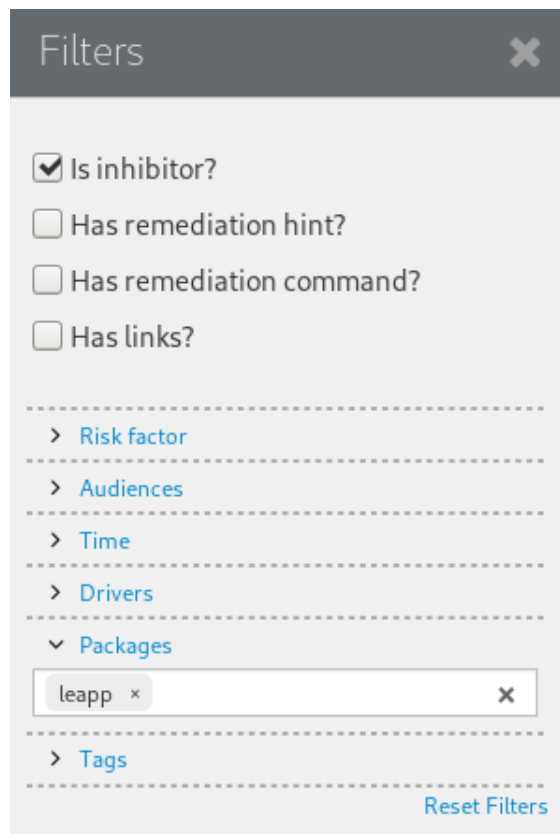 Filters
Is inhibitor?
Has remediation hint?
Has remediation command?
Has links?
Risk factor
Audiences
Time
Drivers
Packages
leapp ×
Tags
Reset Filters